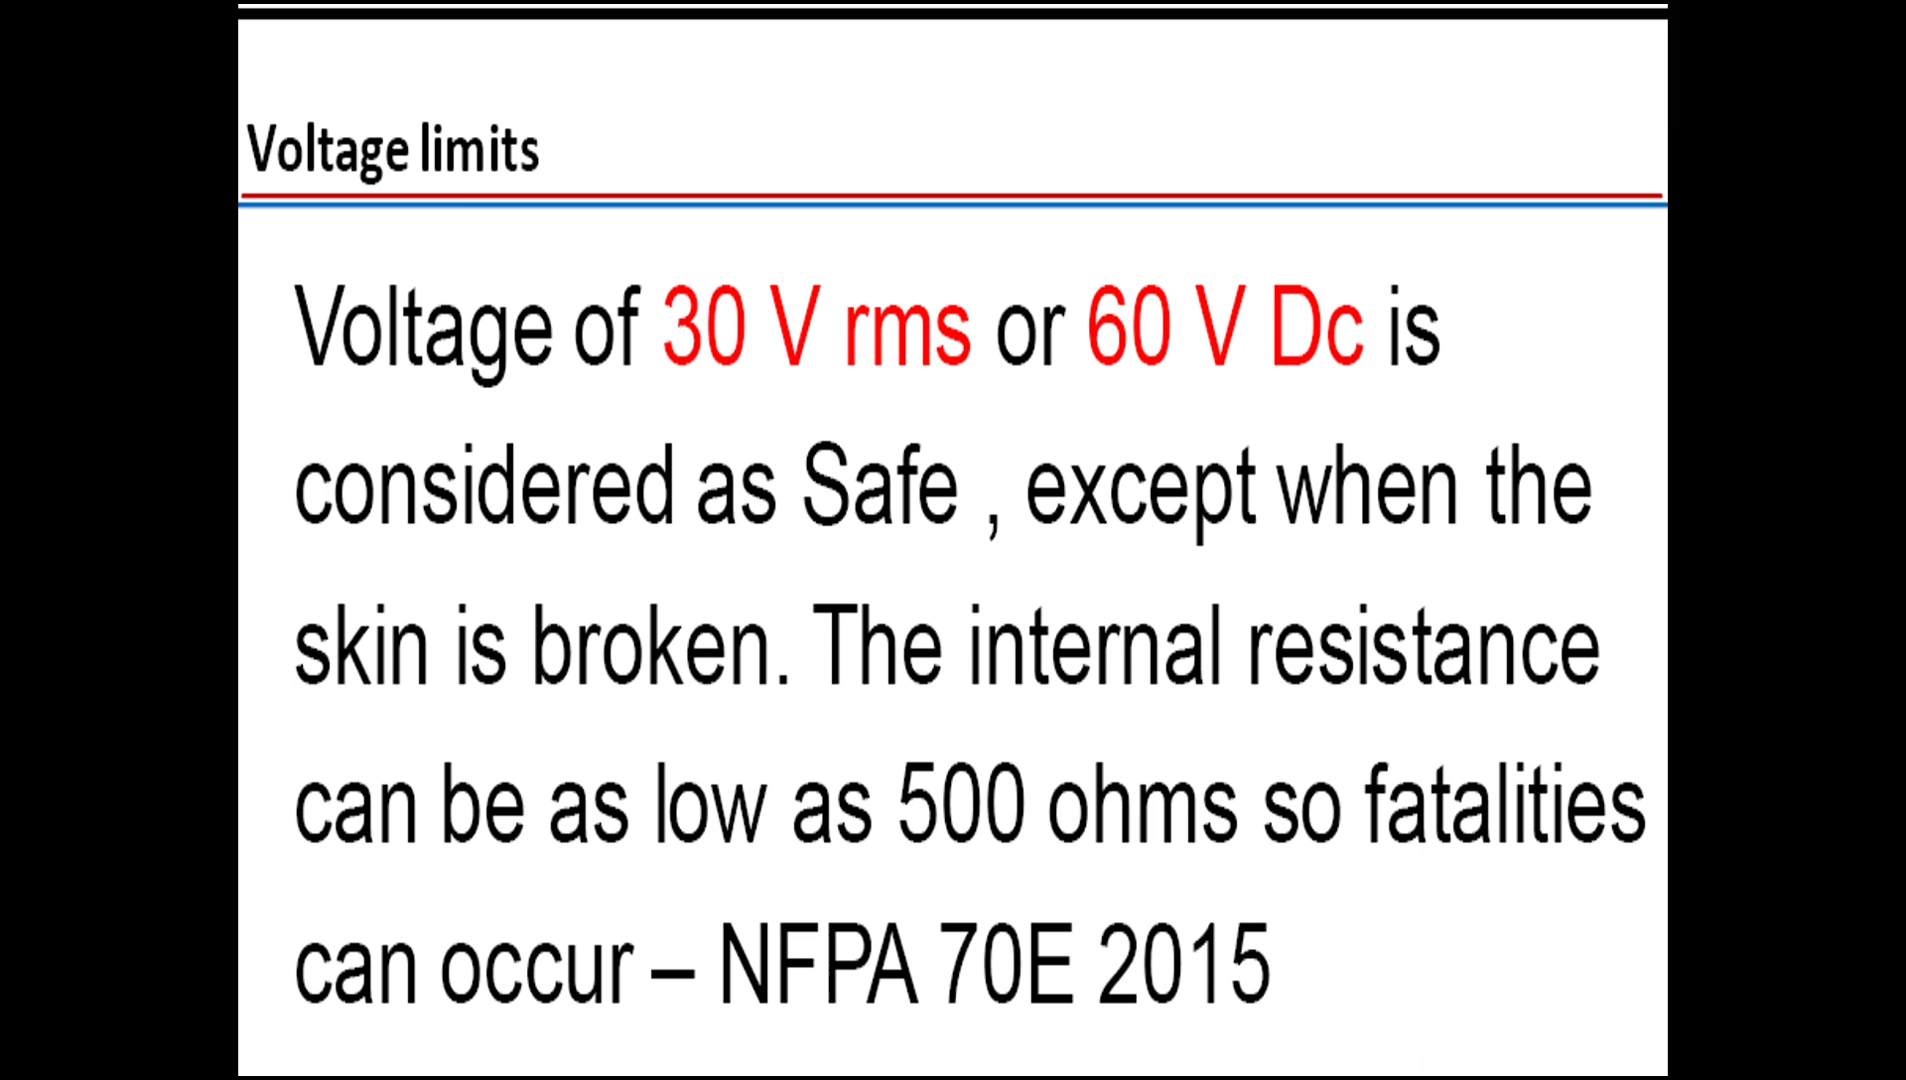 Voltage limits
Voltage of 30 V rms or 60 V Dc is
considered as Safe , except when the
skin is broken. The internal resistance
can be as low as 500 ohms so fatalities
can occur – NFPA 70E 2015